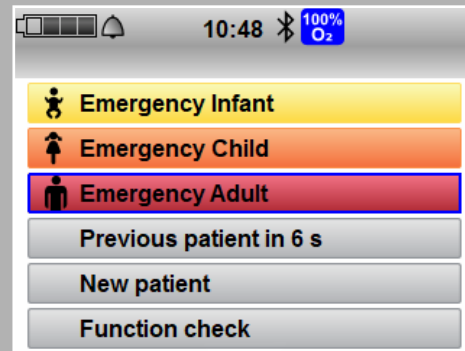 10:48
100%
O₂
Emergency Infant
Emergency Child
Emergency Adult
Previous patient in 6 s
New patient
Function check